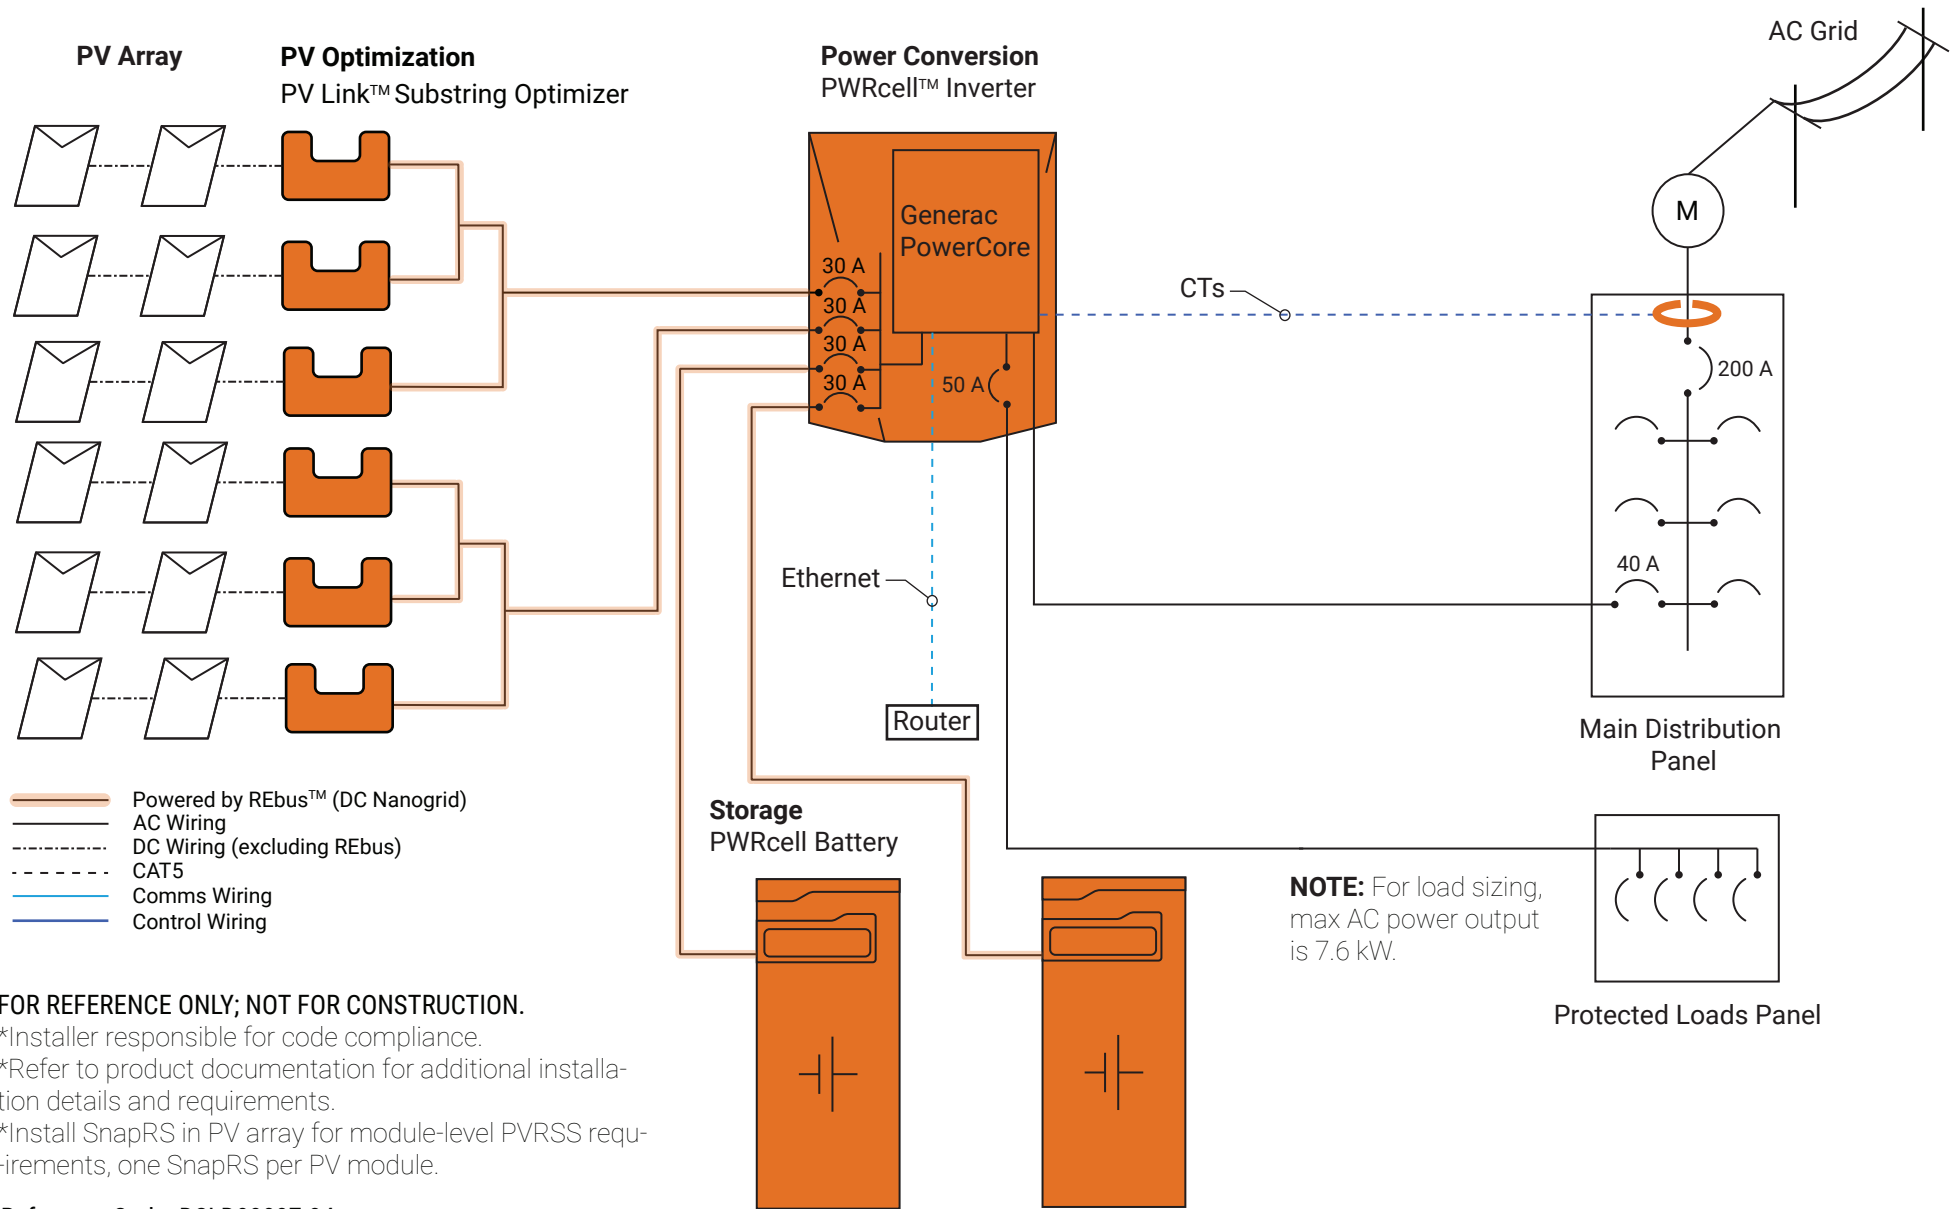 PV Array
PV Optimization
PV Link™ Substring Optimizer
Power Conversion
PWRcell™ Inverter
AC Grid
M
Generac
PowerCore
30 A
30 A
30 A
30 A
50 A
CTs
200 A
40 A
Ethernet
Router
Main Distribution
Panel
Powered by REbus™ (DC Nanogrid)
AC Wiring
DC Wiring (excluding REbus)
CAT5
Comms Wiring
Control Wiring
Storage
PWRcell Battery
NOTE: For load sizing,
max AC power output
is 7.6 kW.
Protected Loads Panel
FOR REFERENCE ONLY; NOT FOR CONSTRUCTION.
*Installer responsible for code compliance.
*Refer to product documentation for additional installa-
tion details and requirements.
*Install SnapRS in PV array for module-level PVRSS requ-
-irements, one SnapRS per PV module.